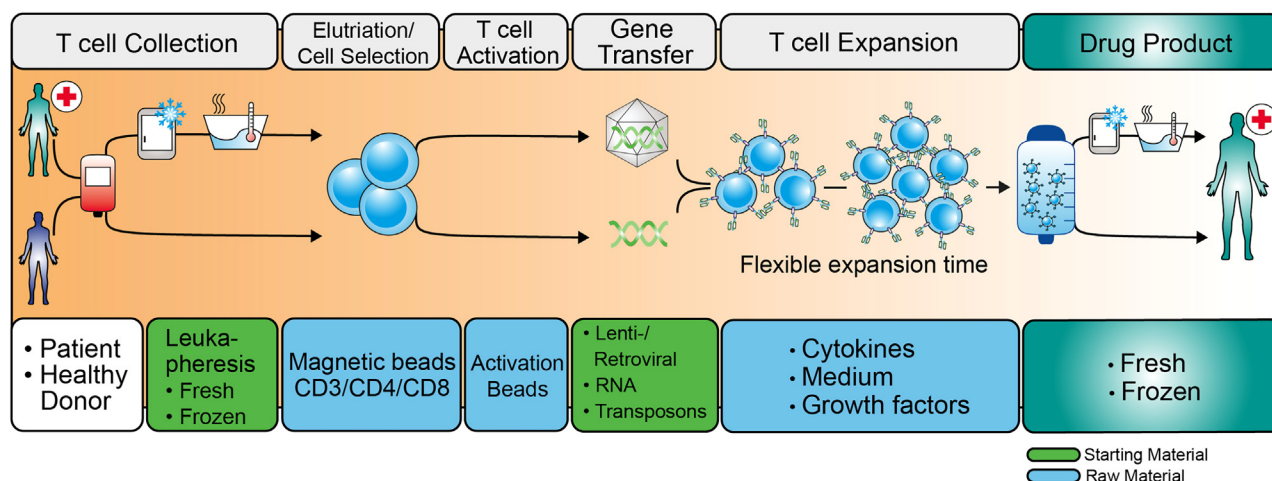 T cell Collection
Elutriation/
Cell Selection
T cell
Activation
Gene
Transfer
T cell Expansion
Drug Product
Flexible expansion time
• Patient
• Healthy
Donor
Leuka-
pheresis
• Fresh
• Frozen
Magnetic beads
CD3/CD4/CD8
Activation
Beads
• Lenti-/
Retroviral
• RNA
• Transposons
• Cytokines
• Medium
• Growth factors
• Fresh
• Frozen
Starting Material
Raw Material